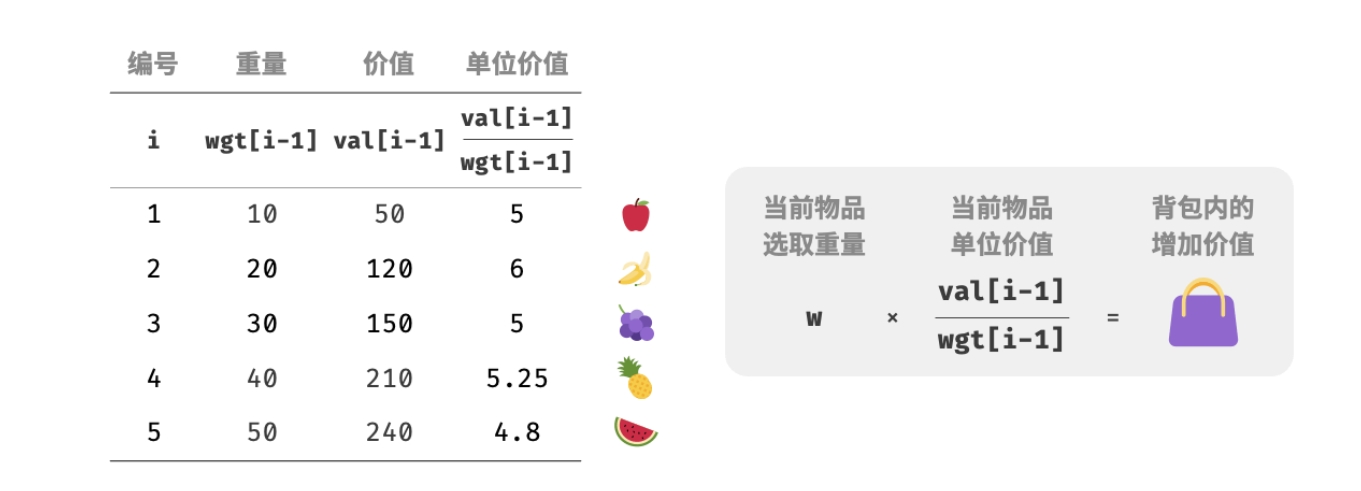 编号 重量 价值 单位价值
i wgt[i-1] val[i-1] val[i-1]
wgt[i-1]
1 10 50 5
2 20 120 6
3 30 150 5
4 40 210 5.25
5 50 240 4.8
当前物品 当前物品 背包内的
选取重量 单位价值 增加价值
w × val[i-1] =
wgt[i-1]